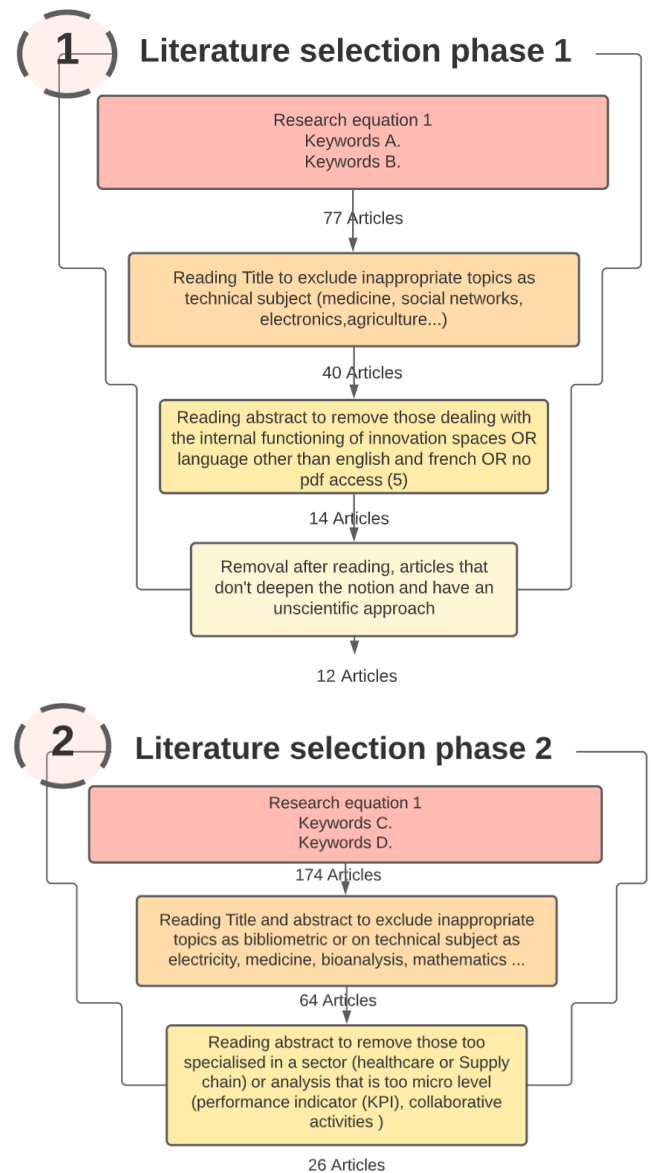 1
Literature selection phase 1
Research equation 1
Keywords A.
Keywords B.
77 Articles
Reading Title to exclude inappropriate topics as
technical subject (medicine, social networks,
electronics,agriculture...)
40 Articles
Reading abstract to remove those dealing with
the internal functioning of innovation spaces OR
language other than english and french OR no
pdf access (5)
14 Articles
Removal after reading, articles that
don't deepen the notion and have an
unscientific approach
12 Articles
2
Literature selection phase 2
Research equation 1
Keywords C.
Keywords D.
174 Articles
Reading Title and abstract to exclude inappropriate
topics as bibliometric or on technical subject as
electricity, medicine, bioanalysis, mathematics ...
64 Articles
Reading abstract to remove those too
specialised in a sector (healthcare or Supply
chain) or analysis that is too micro level
(performance indicator (KPI), collaborative
activities )
26 Articles